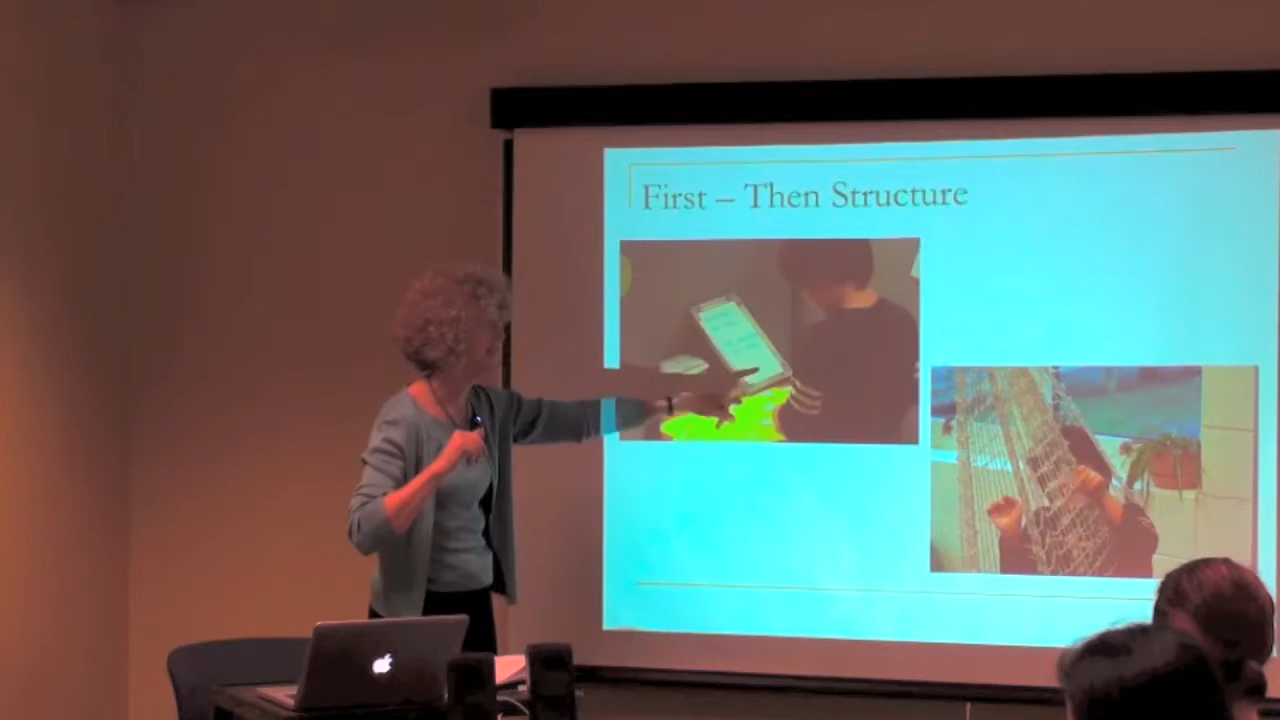 First – Then Structure